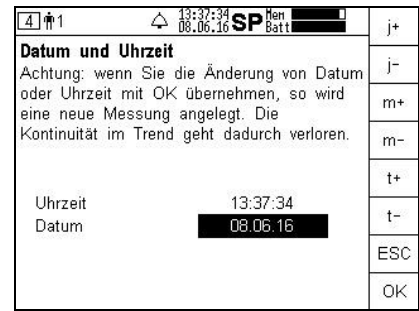 4 1 13:37:34 SP Mem
08.06.16 Batt
Datum und Uhrzeit
Achtung: wenn Sie die Änderung von Datum
oder Uhrzeit mit OK übernehmen, so wird
eine neue Messung angelegt. Die
Kontinuität im Trend geht dadurch verloren.
Uhrzeit 13:37:34
Datum 08.06.16
j+
j-
m+
m-
t+
t-
ESC
OK